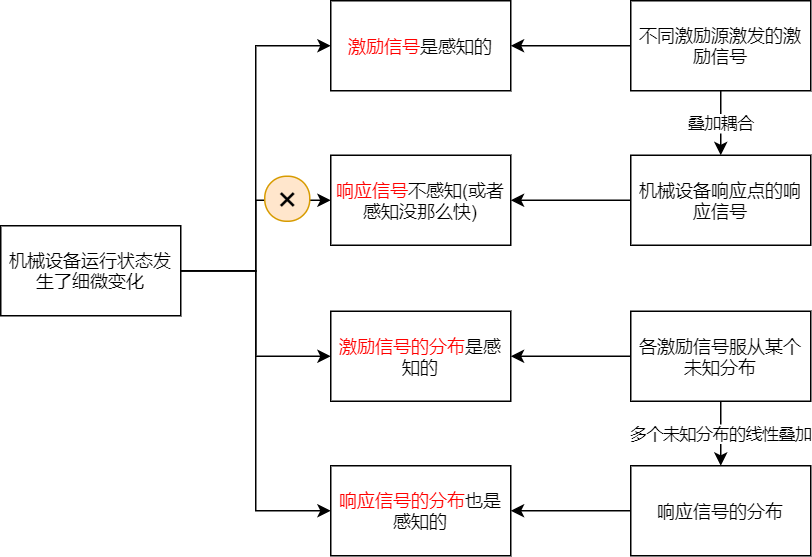 激励信号是感知的
不同激励源激发的激
励信号
叠加耦合
响应信号不感知(或者
感知没那么快)
机械设备响应点的响
应信号
机械设备运行状态发
生了细微变化
激励信号的分布是感
知的
各激励信号服从某个
未知分布
多个未知分布的线性叠加
响应信号的分布也是
感知的
响应信号的分布